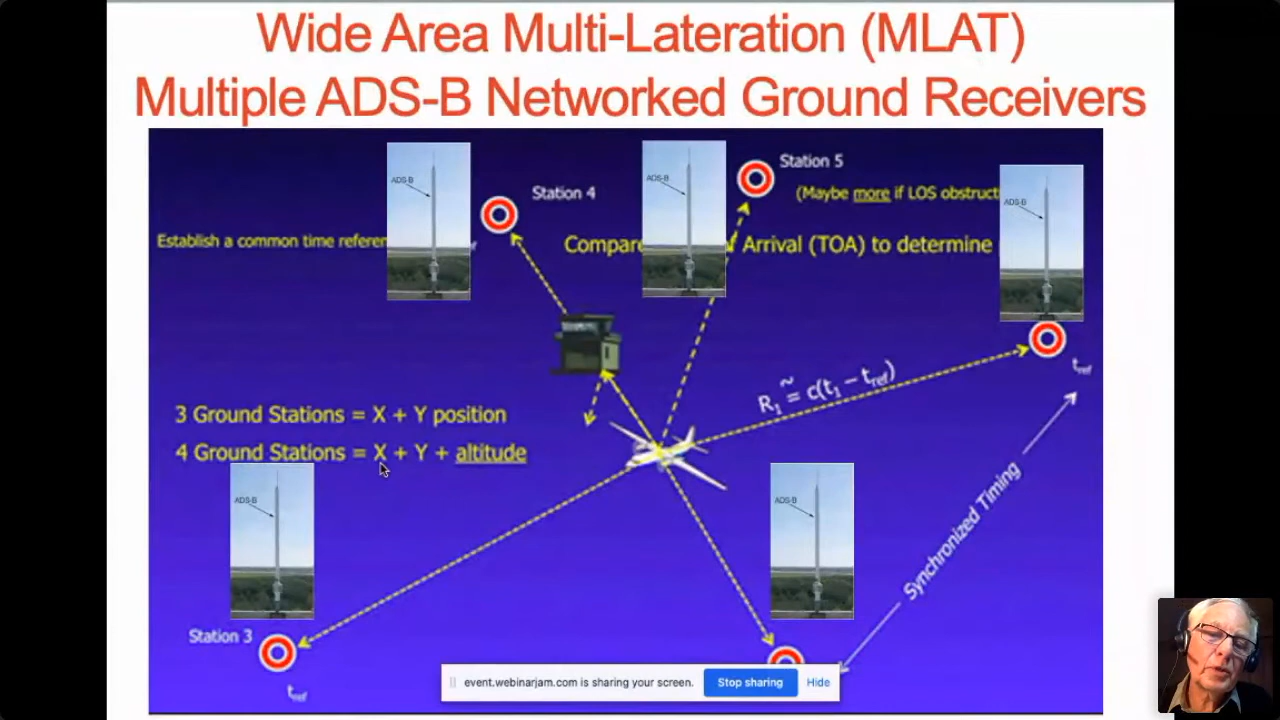 Wide Area Multi-Lateration (MLAT)
Multiple ADS-B Networked Ground Receivers
Station 5
ADS-B
ADS-B
Station 4
(Maybe more if LOS obstruct
ADS-B
Establish a common time referen
Compare
Arrival (TOA) to determine
R₁ ≅ c(t₁ – t_ref)
t_ref
3 Ground Stations = X + Y position
4 Ground Stations = X + Y + altitude
ADS-B
ADS-B
Synchronized Timing
Station 3
t_ref
event.webinarjam.com is sharing your screen.
Stop sharing
Hide